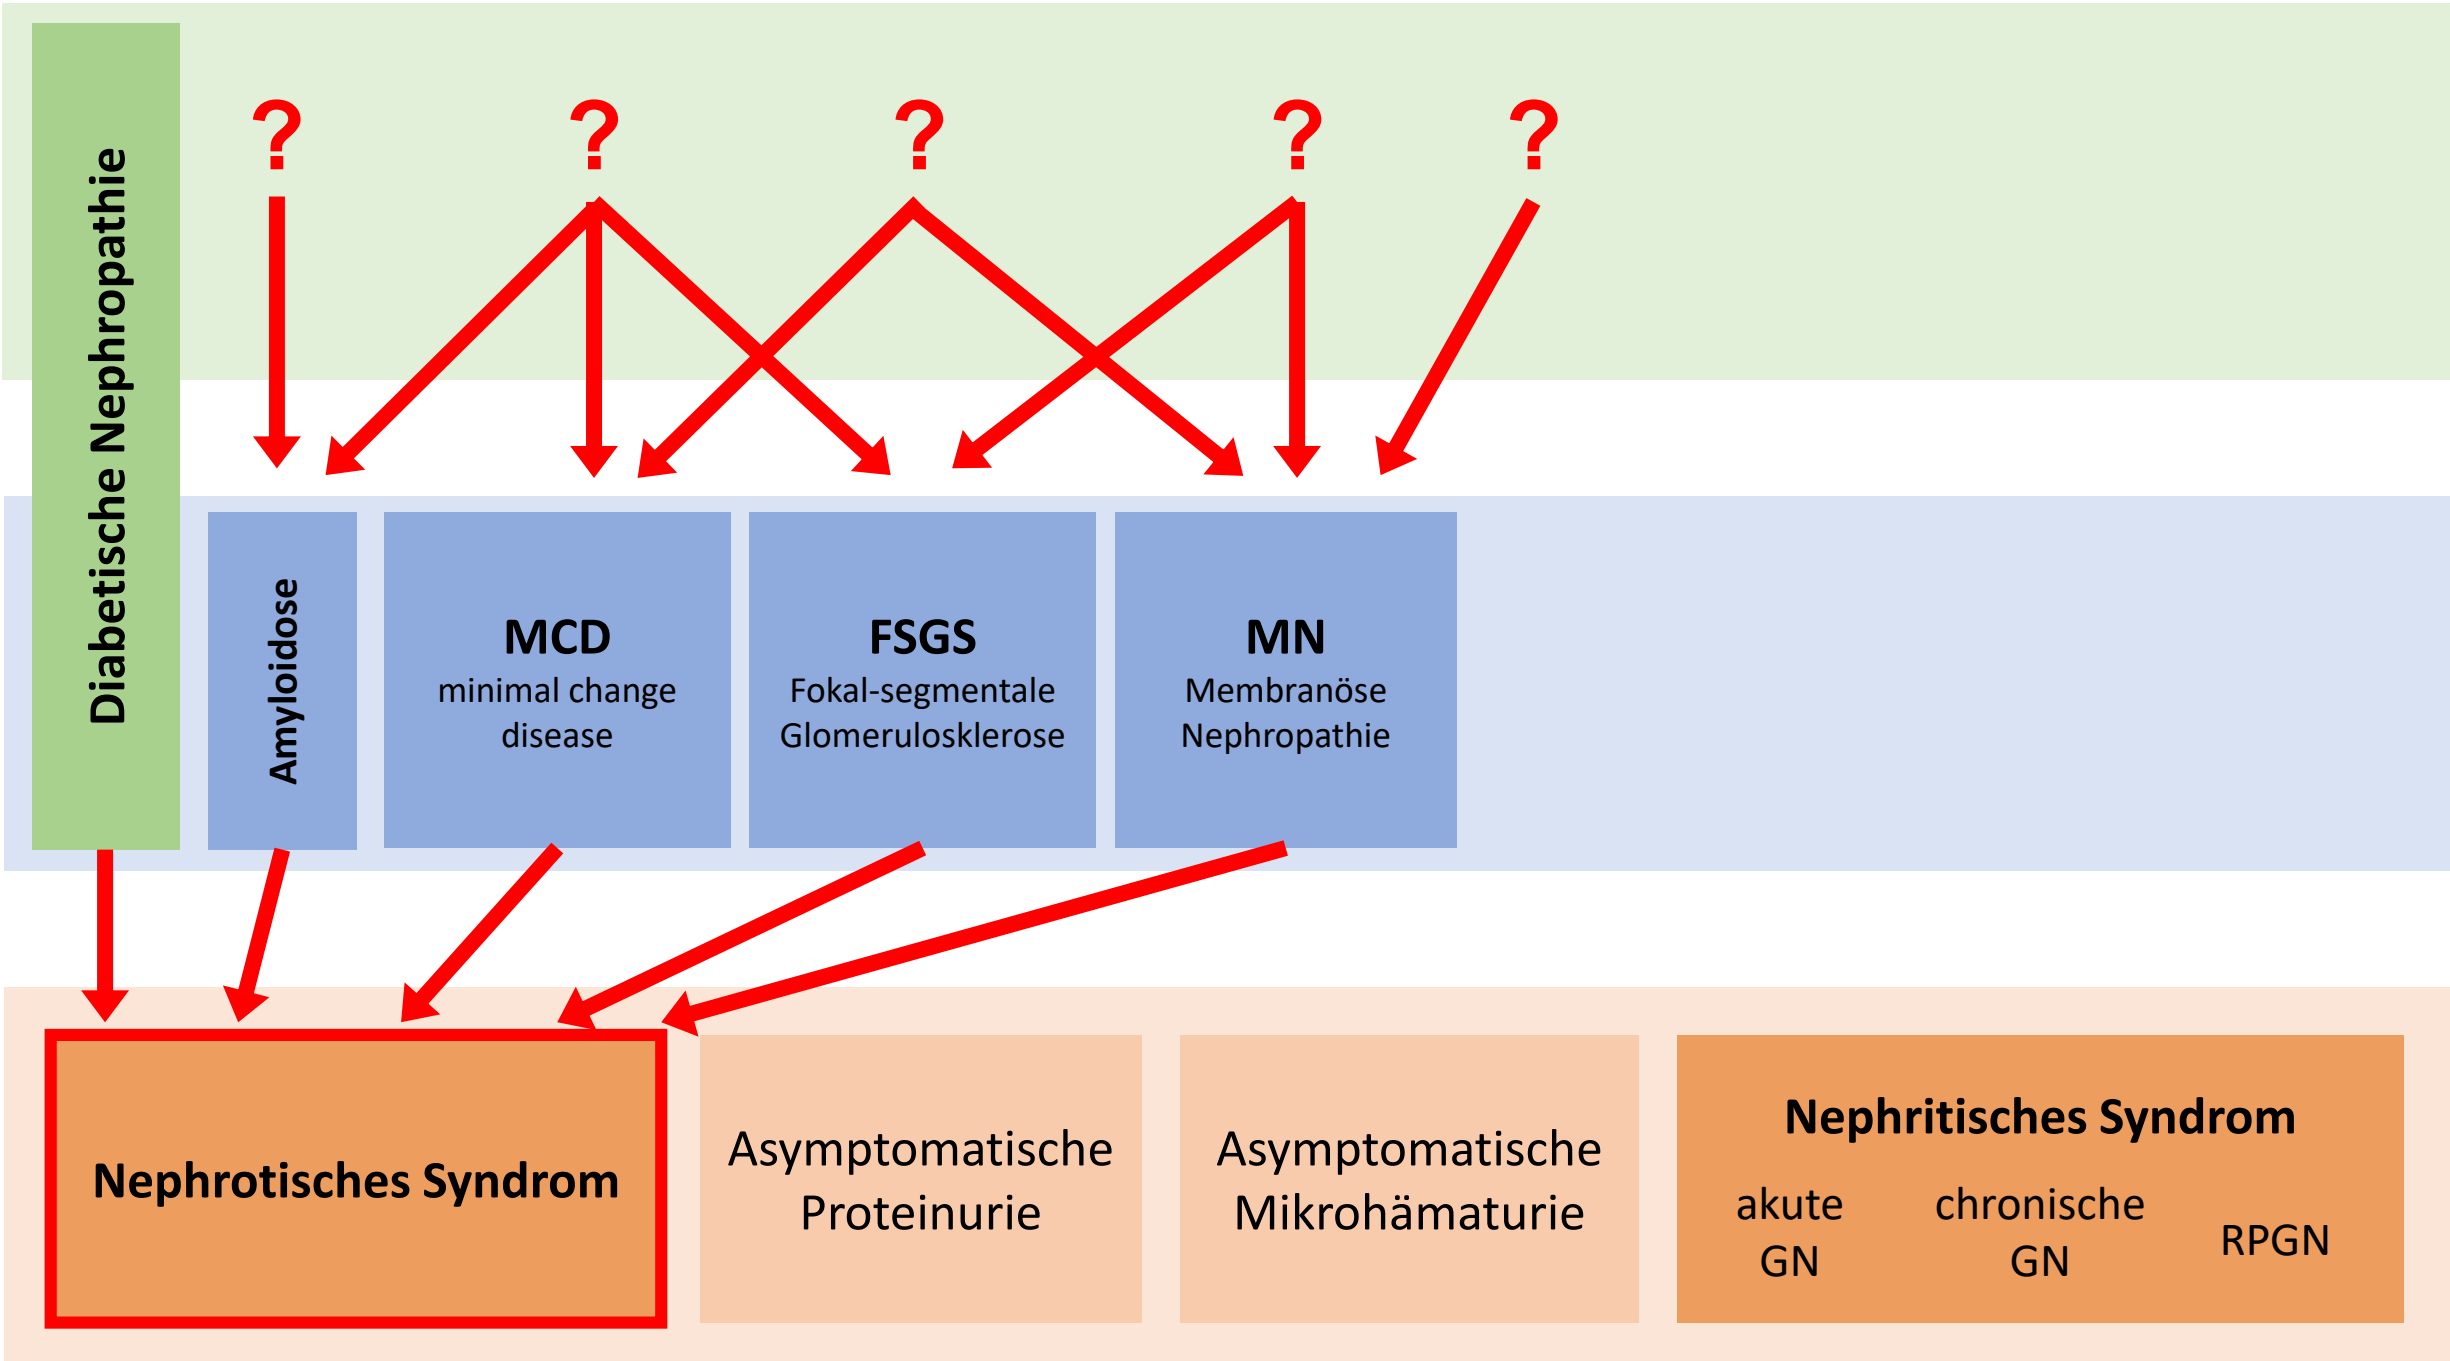 ?
?
?
?
?
Diabetische Nephropathie
Amyloidose
MCD
minimal change
disease
FSGS
Fokal-segmentale
Glomerulosklerose
MN
Membranöse
Nephropathie
Nephrotisches Syndrom
Asymptomatische
Proteinurie
Asymptomatische
Mikrohämaturie
Nephritisches Syndrom
akute
GN
chronische
GN
RPGN